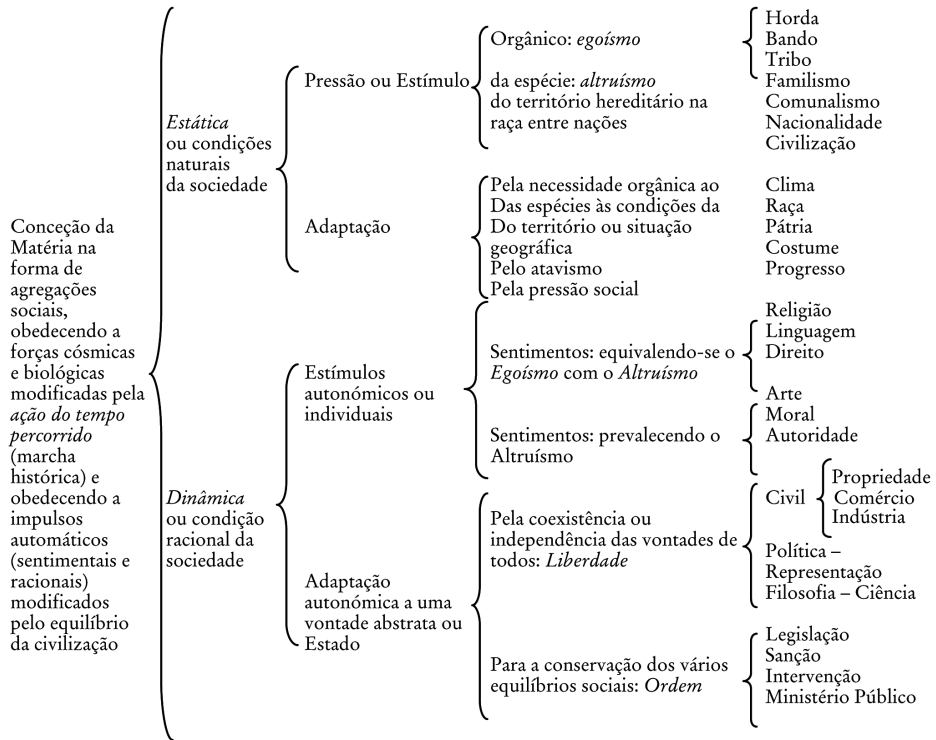 Conceção da
Matéria na
forma de
agregações
sociais,
obedecendo a
forças cósmicas
e biológicas
modificadas pela
ação do tempo
percorrido
(marcha
histórica) e
obedecendo a
impulsos
automáticos
(sentimentais e
racionais)
modificados
pelo equilíbrio
da civilização
Estática
ou condições
naturais
da sociedade
Pressão ou Estímulo
Orgânico: egoísmo
Horda
Bando
Tribo
da espécie: altruísmo
do território hereditário na
raça entre nações
Familismo
Comunalismo
Nacionalidade
Civilização
Adaptação
Pela necessidade orgânica ao
Das espécies às condições da
Do território ou situação
geográfica
Pelo atavismo
Pela pressão social
Clima
Raça
Pátria
Costume
Progresso
Dinâmica
ou condição
racional da
sociedade
Estímulos
autonómicos ou
individuais
Sentimentos: equivalendo-se o
Egoísmo com o Altruísmo
Religião
Linguagem
Direito
Sentimentos: prevalecendo o
Altruísmo
Arte
Moral
Autoridade
Adaptação
autonómica a uma
vontade abstrata ou
Estado
Pela coexistência ou
independência das vontades de
todos: Liberdade
Civil
Propriedade
Comércio
Indústria
Política –
Representação
Filosofia – Ciência
Para a conservação dos vários
equilíbrios sociais: Ordem
Legislação
Sanção
Intervenção
Ministério Público